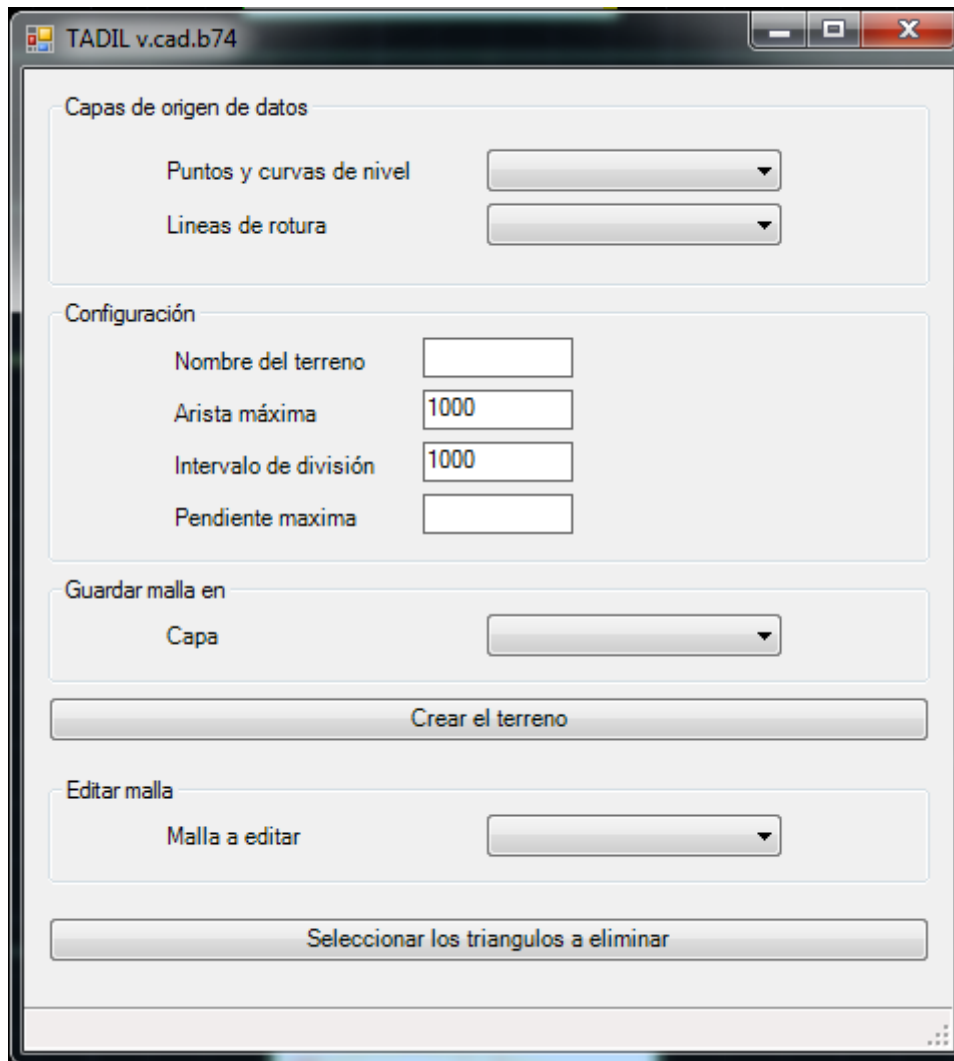 TADIL v.cad.b74
Capas de origen de datos
Puntos y curvas de nivel
Lineas de rotura
Configuración
Nombre del terreno
Arista máxima 1000
Intervalo de división 1000
Pendiente maxima
Guardar malla en
Capa
Crear el terreno
Editar malla
Malla a editar
Seleccionar los triangulos a eliminar